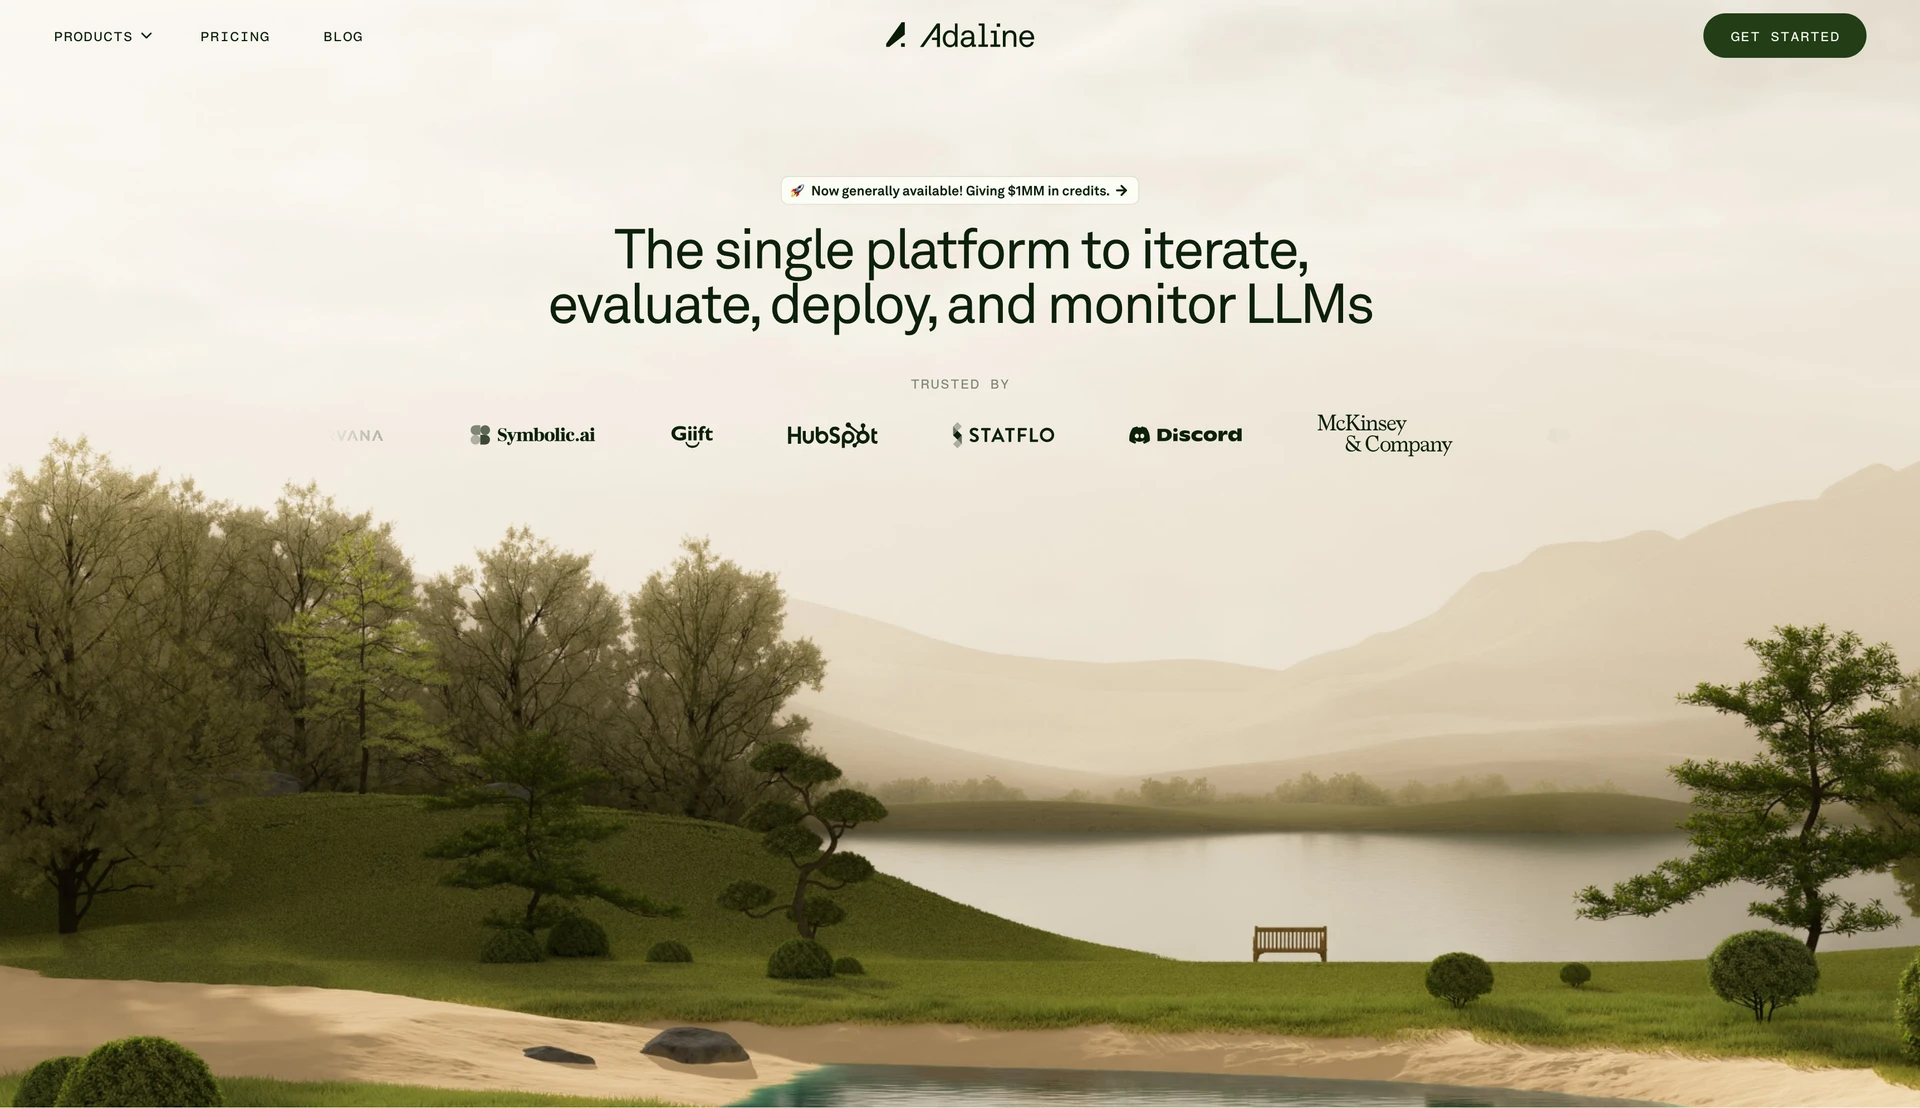 PRODUCTS
PRICING
BLOG
Adaline
GET STARTED
🚀 Now generally available! Giving $1MM in credits. →
The single platform to iterate,
evaluate, deploy, and monitor LLMs
TRUSTED BY
Symbolic.ai
Giift
HubSpot
STATFLO
Discord
McKinsey
& Company